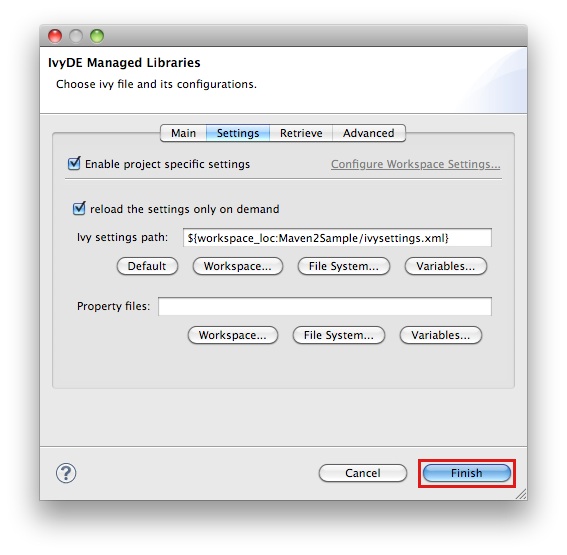 IvyDE Managed Libraries
Choose ivy file and its configurations.
Main Settings Retrieve Advanced
Enable project specific settings Configure Workspace Settings...
reload the settings only on demand
Ivy settings path: ${workspace_loc:Maven2Sample/ivysettings.xml}
Default Workspace... File System... Variables...
Property files:
Workspace... File System... Variables...
? Cancel Finish